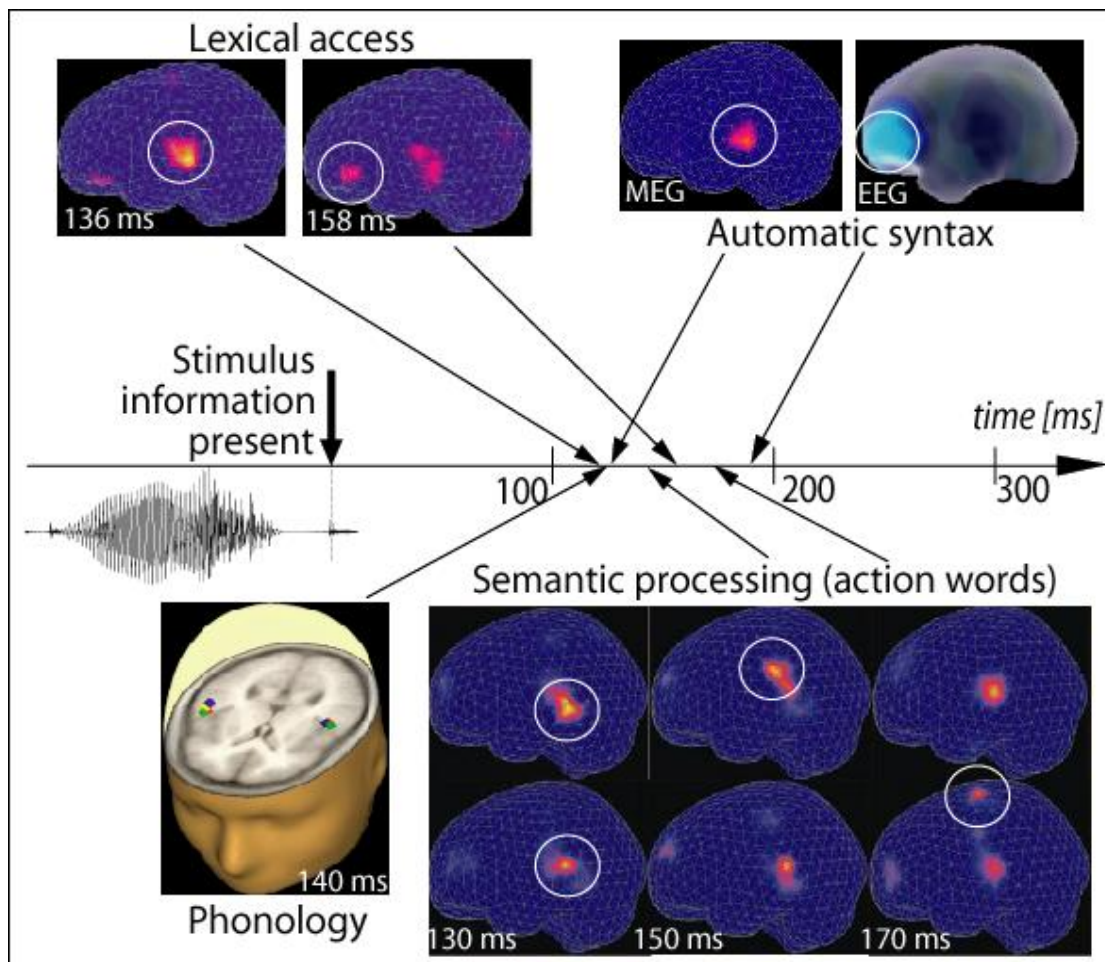 Lexical access
136 ms
158 ms
MEG
EEG
Automatic syntax
Stimulus
information
present
time [ms]
100
200
300
Semantic processing (action words)
140 ms
Phonology
130 ms
150 ms
170 ms